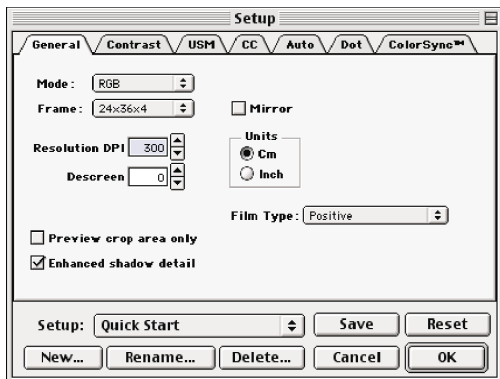 Setup
General Contrast USM CC Auto Dot ColorSync™
Mode: RGB
Frame: 24x36x4
Mirror
Resolution DPI 300
Units
Cm
Descreen 0
Inch
Film Type: Positive
Preview crop area only
Enhanced shadow detail
Setup: Quick Start Save Reset
New... Rename... Delete... Cancel OK